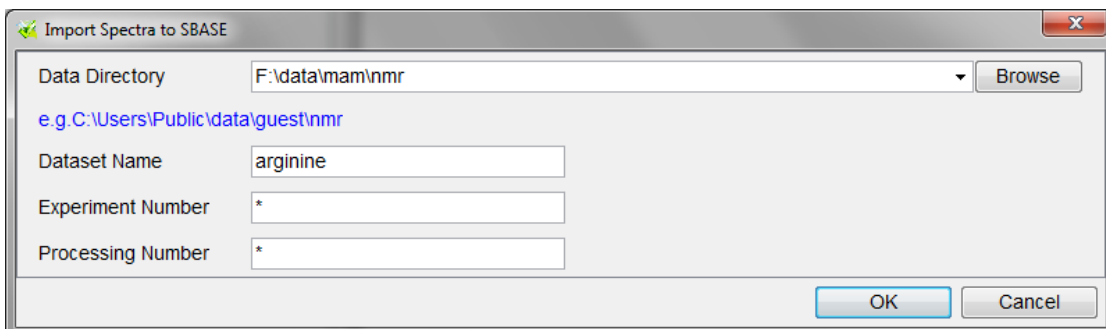 Import Spectra to SBASE
Data Directory F:\data\mam\nmr Browse
e.g.C:\Users\Public\data\guest\nmr
Dataset Name arginine
Experiment Number *
Processing Number *
OK Cancel